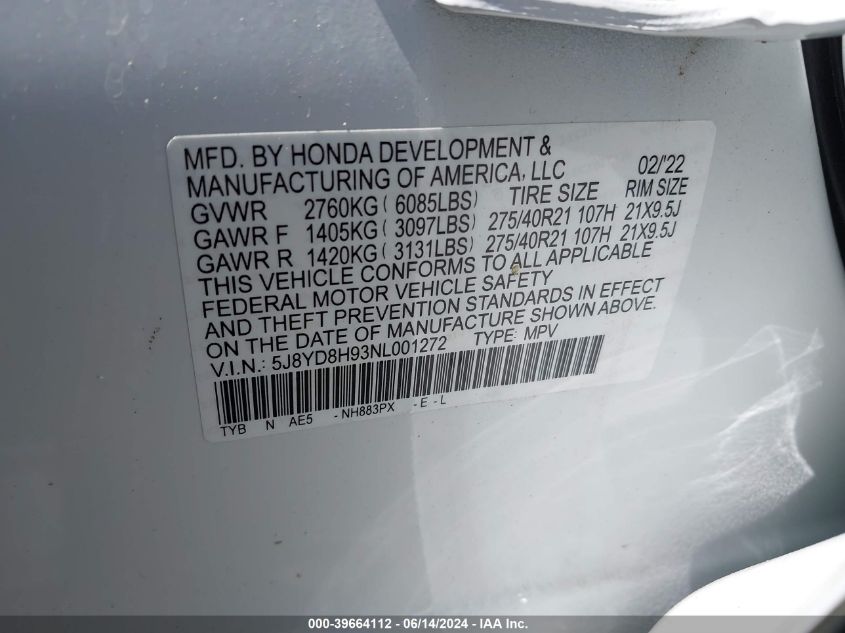 MFD. BY HONDA DEVELOPMENT &
MANUFACTURING OF AMERICA, LLC 02/'22
GVWR 2760KG ( 6085LBS) TIRE SIZE RIM SIZE
GAWR F 1405KG ( 3097LBS) 275/40R21 107H 21X9.5J
GAWR R 1420KG ( 3131LBS) 275/40R21 107H 21X9.5J
THIS VEHICLE CONFORMS TO ALL APPLICABLE
FEDERAL MOTOR VEHICLE SAFETY
AND THEFT PREVENTION STANDARDS IN EFFECT
ON THE DATE OF MANUFACTURE SHOWN ABOVE.
V.I.N.: 5J8YD8H93NL001272 TYPE: MPV
TYB N AE5 - NH883PX - E - L
000-39664112 - 06/14/2024 - IAA Inc.